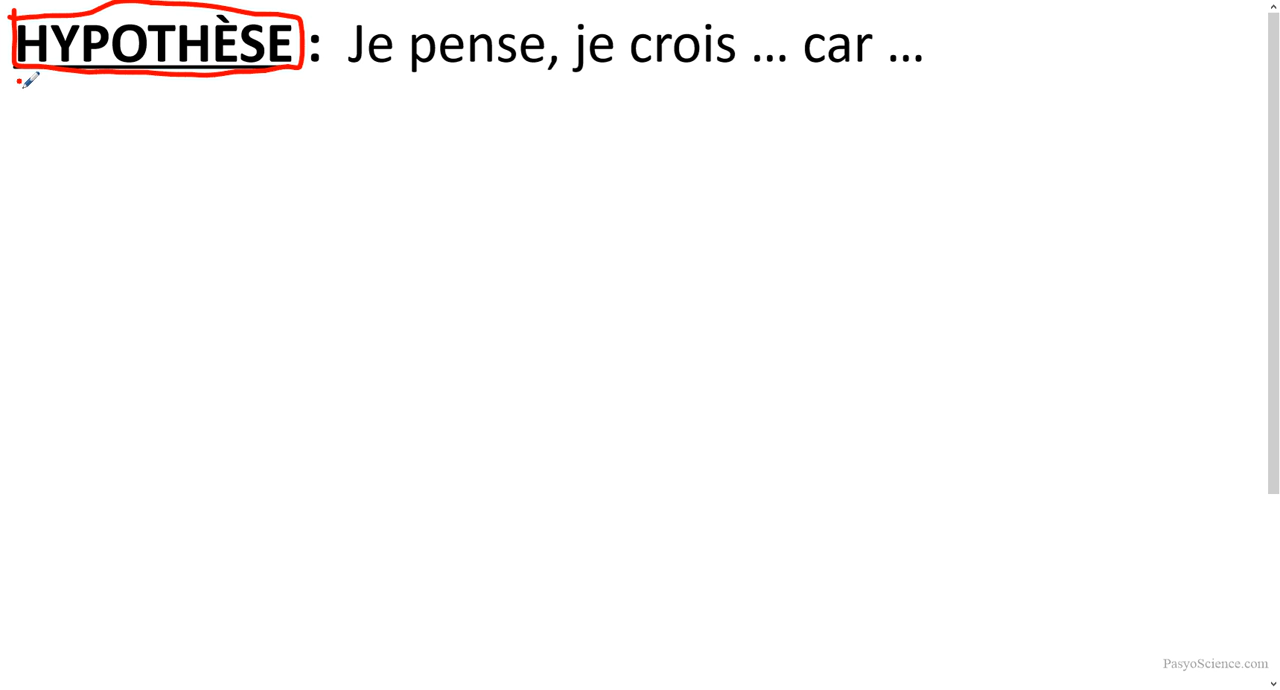 HYPOTHÈSE : Je pense, je crois … car …
PasyoScience.com